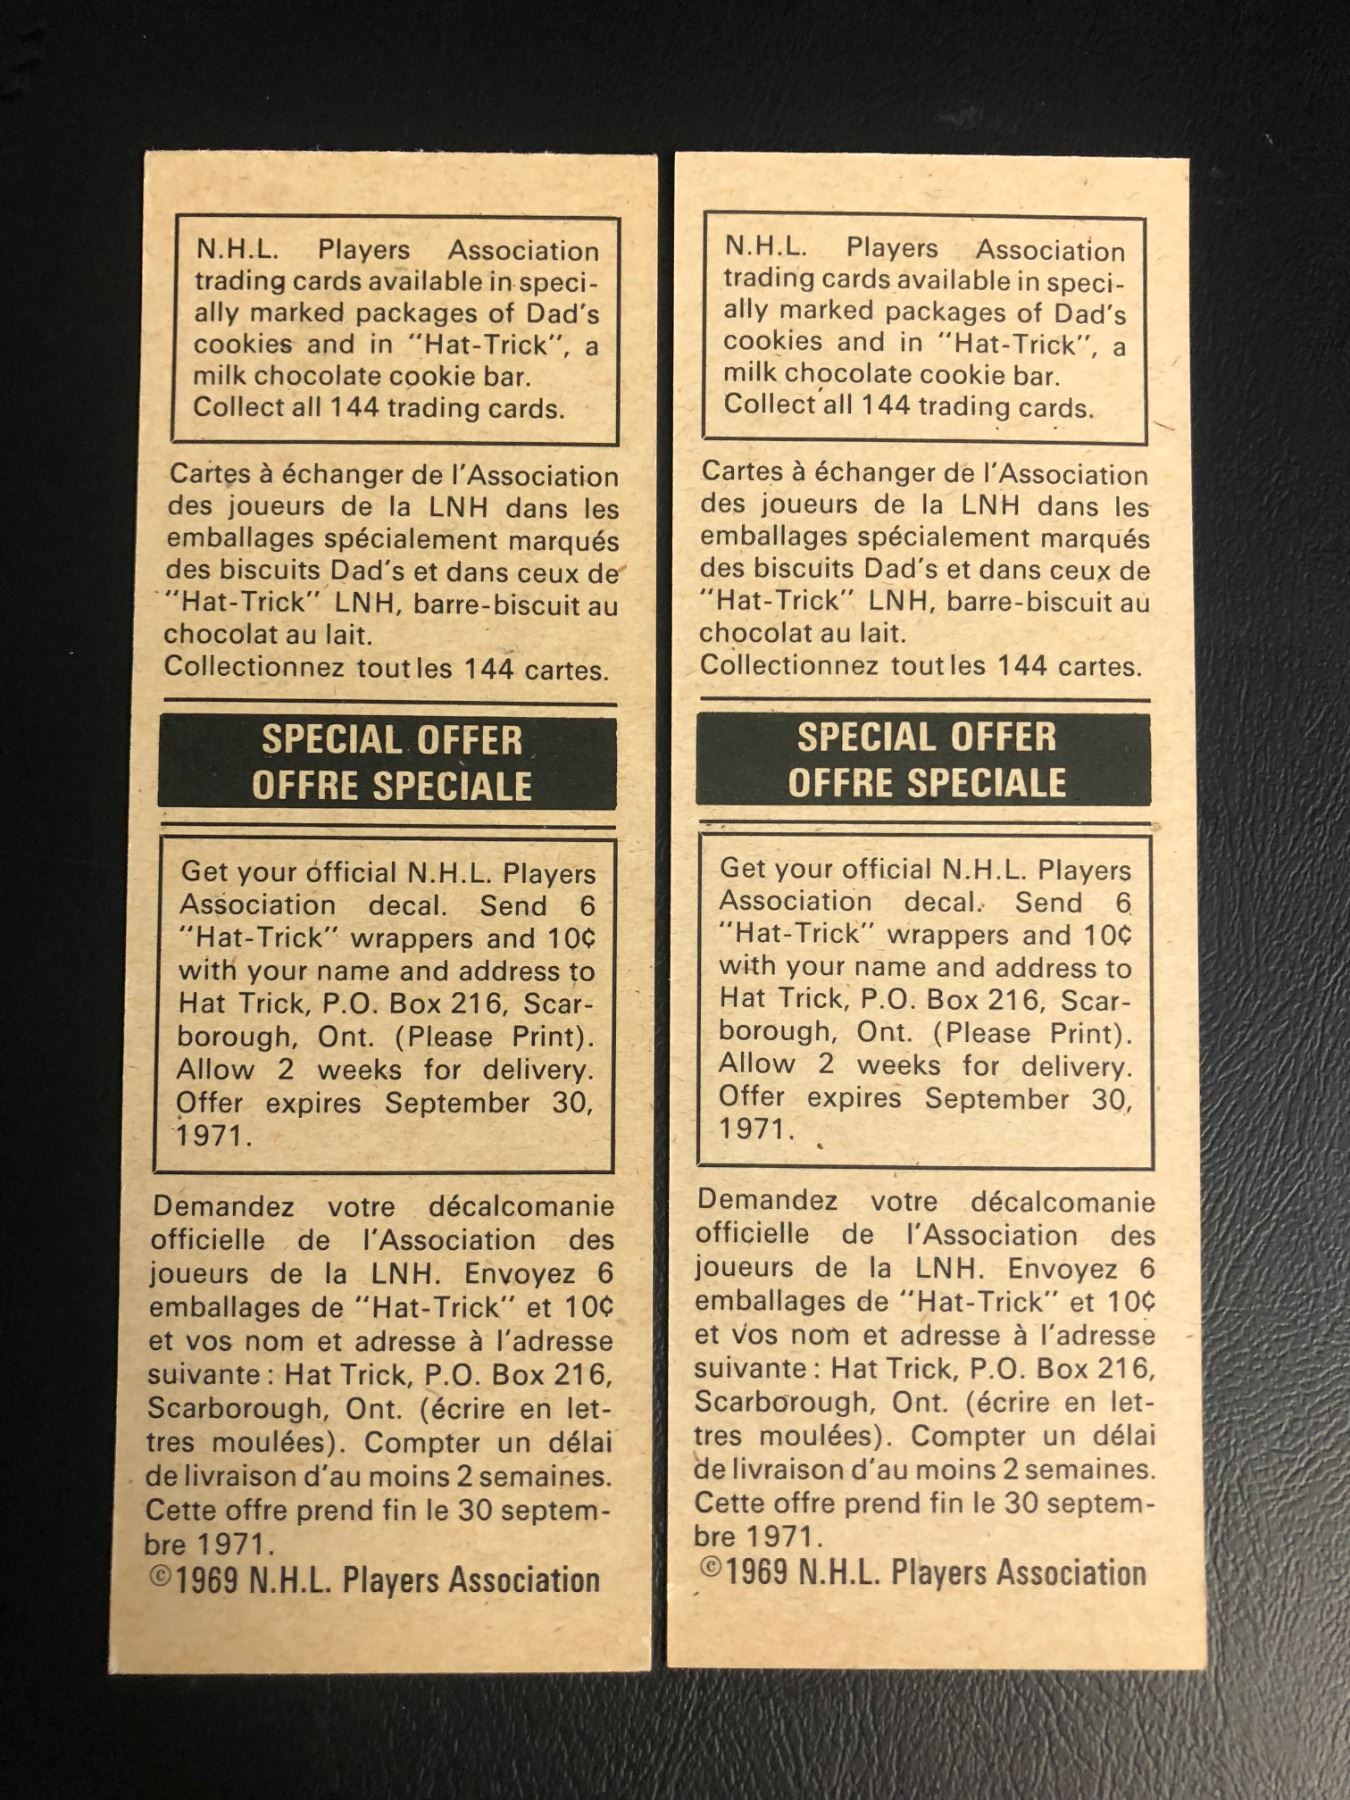 N.H.L. Players Association
trading cards available in speci-
ally marked packages of Dad's
cookies and in "Hat-Trick", a
milk chocolate cookie bar.
Collect all 144 trading cards.
Cartes à échanger de l'Association
des joueurs de la LNH dans les
emballages spécialement marqués
des biscuits Dad's et dans ceux de
"Hat-Trick" LNH, barre-biscuit au
chocolat au lait.
Collectionnez tout les 144 cartes.
SPECIAL OFFER
OFFRE SPECIALE
Get your official N.H.L. Players
Association decal. Send 6
"Hat-Trick" wrappers and 10¢
with your name and address to
Hat Trick, P.O. Box 216, Scar-
borough, Ont. (Please Print).
Allow 2 weeks for delivery.
Offer expires September 30,
1971.
Demandez votre décalcomanie
officielle de l'Association des
joueurs de la LNH. Envoyez 6
emballages de "Hat-Trick" et 10¢
et vos nom et adresse à l'adresse
suivante : Hat Trick, P.O. Box 216,
Scarborough, Ont. (écrire en let-
tres moulées). Compter un délai
de livraison d'au moins 2 semaines.
Cette offre prend fin le 30 septem-
bre 1971.
©1969 N.H.L. Players Association
N.H.L. Players Association
trading cards available in speci-
ally marked packages of Dad's
cookies and in "Hat-Trick", a
milk chocolate cookie bar.
Collect all 144 trading cards.
Cartes à échanger de l'Association
des joueurs de la LNH dans les
emballages spécialement marqués
des biscuits Dad's et dans ceux de
"Hat-Trick" LNH, barre-biscuit au
chocolat au lait.
Collectionnez tout les 144 cartes.
SPECIAL OFFER
OFFRE SPECIALE
Get your official N.H.L. Players
Association decal. Send 6
"Hat-Trick" wrappers and 10¢
with your name and address to
Hat Trick, P.O. Box 216, Scar-
borough, Ont. (Please Print).
Allow 2 weeks for delivery.
Offer expires September 30,
1971.
Demandez votre décalcomanie
officielle de l'Association des
joueurs de la LNH. Envoyez 6
emballages de "Hat-Trick" et 10¢
et vos nom et adresse à l'adresse
suivante : Hat Trick, P.O. Box 216,
Scarborough, Ont. (écrire en let-
tres moulées). Compter un délai
de livraison d'au moins 2 semaines.
Cette offre prend fin le 30 septem-
bre 1971.
©1969 N.H.L. Players Association